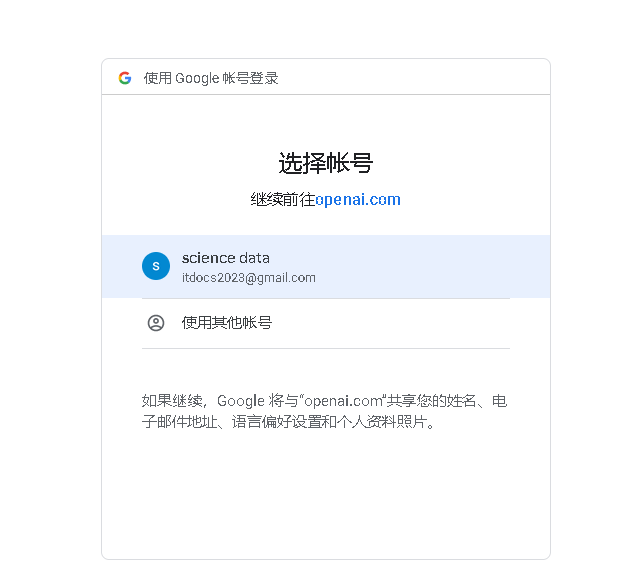 使用 Google 帐号登录
选择帐号
继续前往openai.com
s
science data
itdocs2023@gmail.com
使用其他帐号
如果继续，Google 将与“openai.com”共享您的姓名、电
子邮件地址、语言偏好设置和个人资料照片。